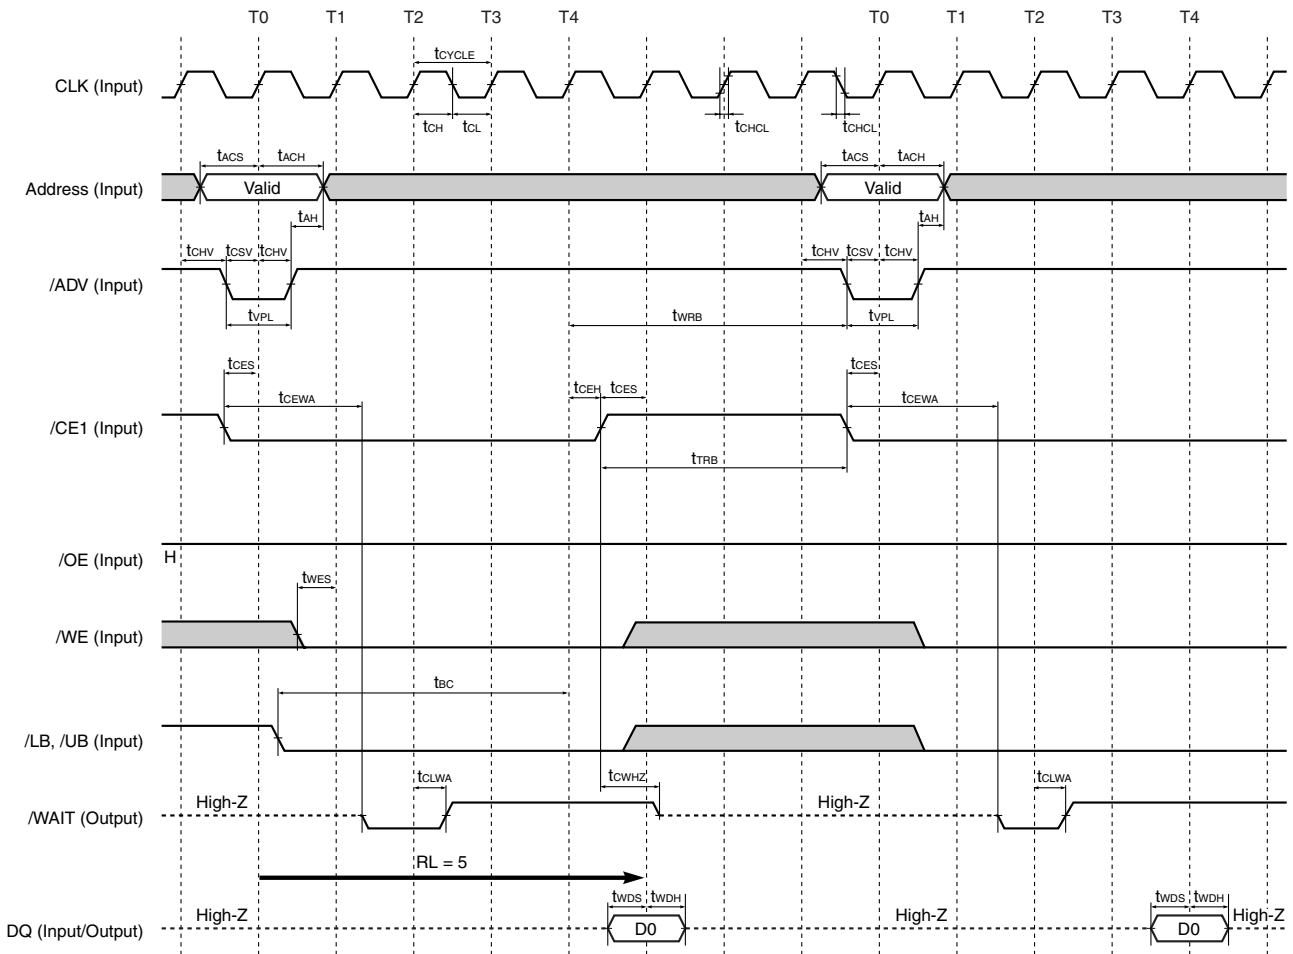 T0 T1 T2 T3 T4 T0 T1 T2 T3 T4
tCYCLE
CLK (Input)
tCH tCL tCHCL tCHCL
tACS tACH tACS tACH
Address (Input) Valid Valid
tAH tAH
tCHV tCSV tCHV tCHV tCSV tCHV
/ADV (Input)
tVPL tWRB tVPL
tCES tCEH tCES tCES
tCEWA tCEWA
/CE1 (Input)
tTRB
/OE (Input) H
tWES
/WE (Input)
tBC
/LB, /UB (Input)
tCLWA tCWHZ tCLWA
High-Z High-Z
/WAIT (Output)
RL = 5
tWDS tWDH tWDS tWDH
High-Z High-Z High-Z
DQ (Input/Output) D0 D0